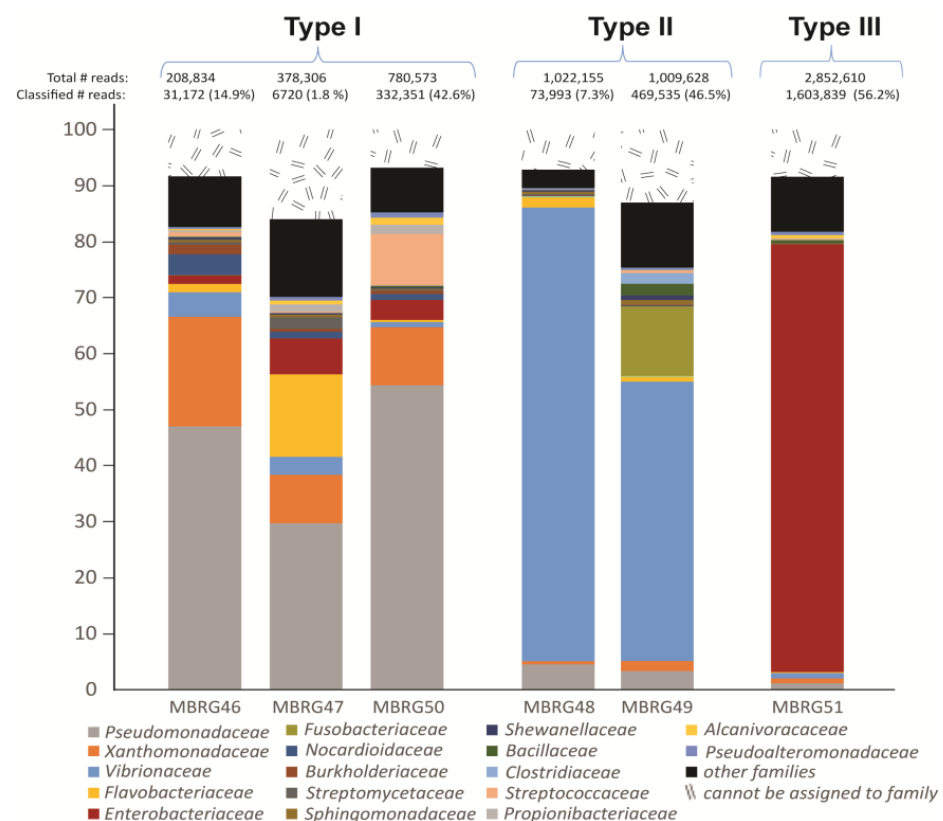 Type I Type II Type III
Total # reads: 208,834 378,306 780,573 1,022,155 1,009,628 2,852,610
Classified # reads: 31,172 (14.9%) 6720 (1.8 %) 332,351 (42.6%) 73,993 (7.3%) 469,535 (46.5%) 1,603,839 (56.2%)
100
90
80
70
60
50
40
30
20
10
0
MBRG46 MBRG47 MBRG50 MBRG48 MBRG49 MBRG51
Pseudomonadaceae Fusobacteriaceae Shewanellaceae Alcanivoracaceae
Xanthomonadaceae Nocardioidaceae Bacillaceae Pseudoalteromonadaceae
Vibrionaceae Burkholderiaceae Clostridiaceae other families
Flavobacteriaceae Streptomycetaceae Streptococcaceae cannot be assigned to family
Enterobacteriaceae Sphingomonadaceae Propionibacteriaceae